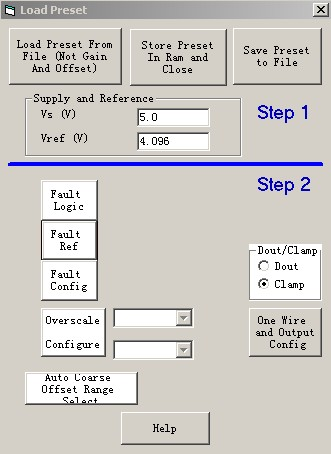 Load Preset
Load Preset From
File (Not Gain
And Offset)
Store Preset
In Ram and
Close
Save Preset
to File
Supply and Reference
Vs (V)
5.0
Vref (V)
4.096
Step 1
Step 2
Fault
Logic
Fault
Ref
Fault
Config
Dout/Clamp
Dout
Clamp
Overscale
Configure
One Wire
and Output
Config
Auto Coarse
Offset Range
Select
Help